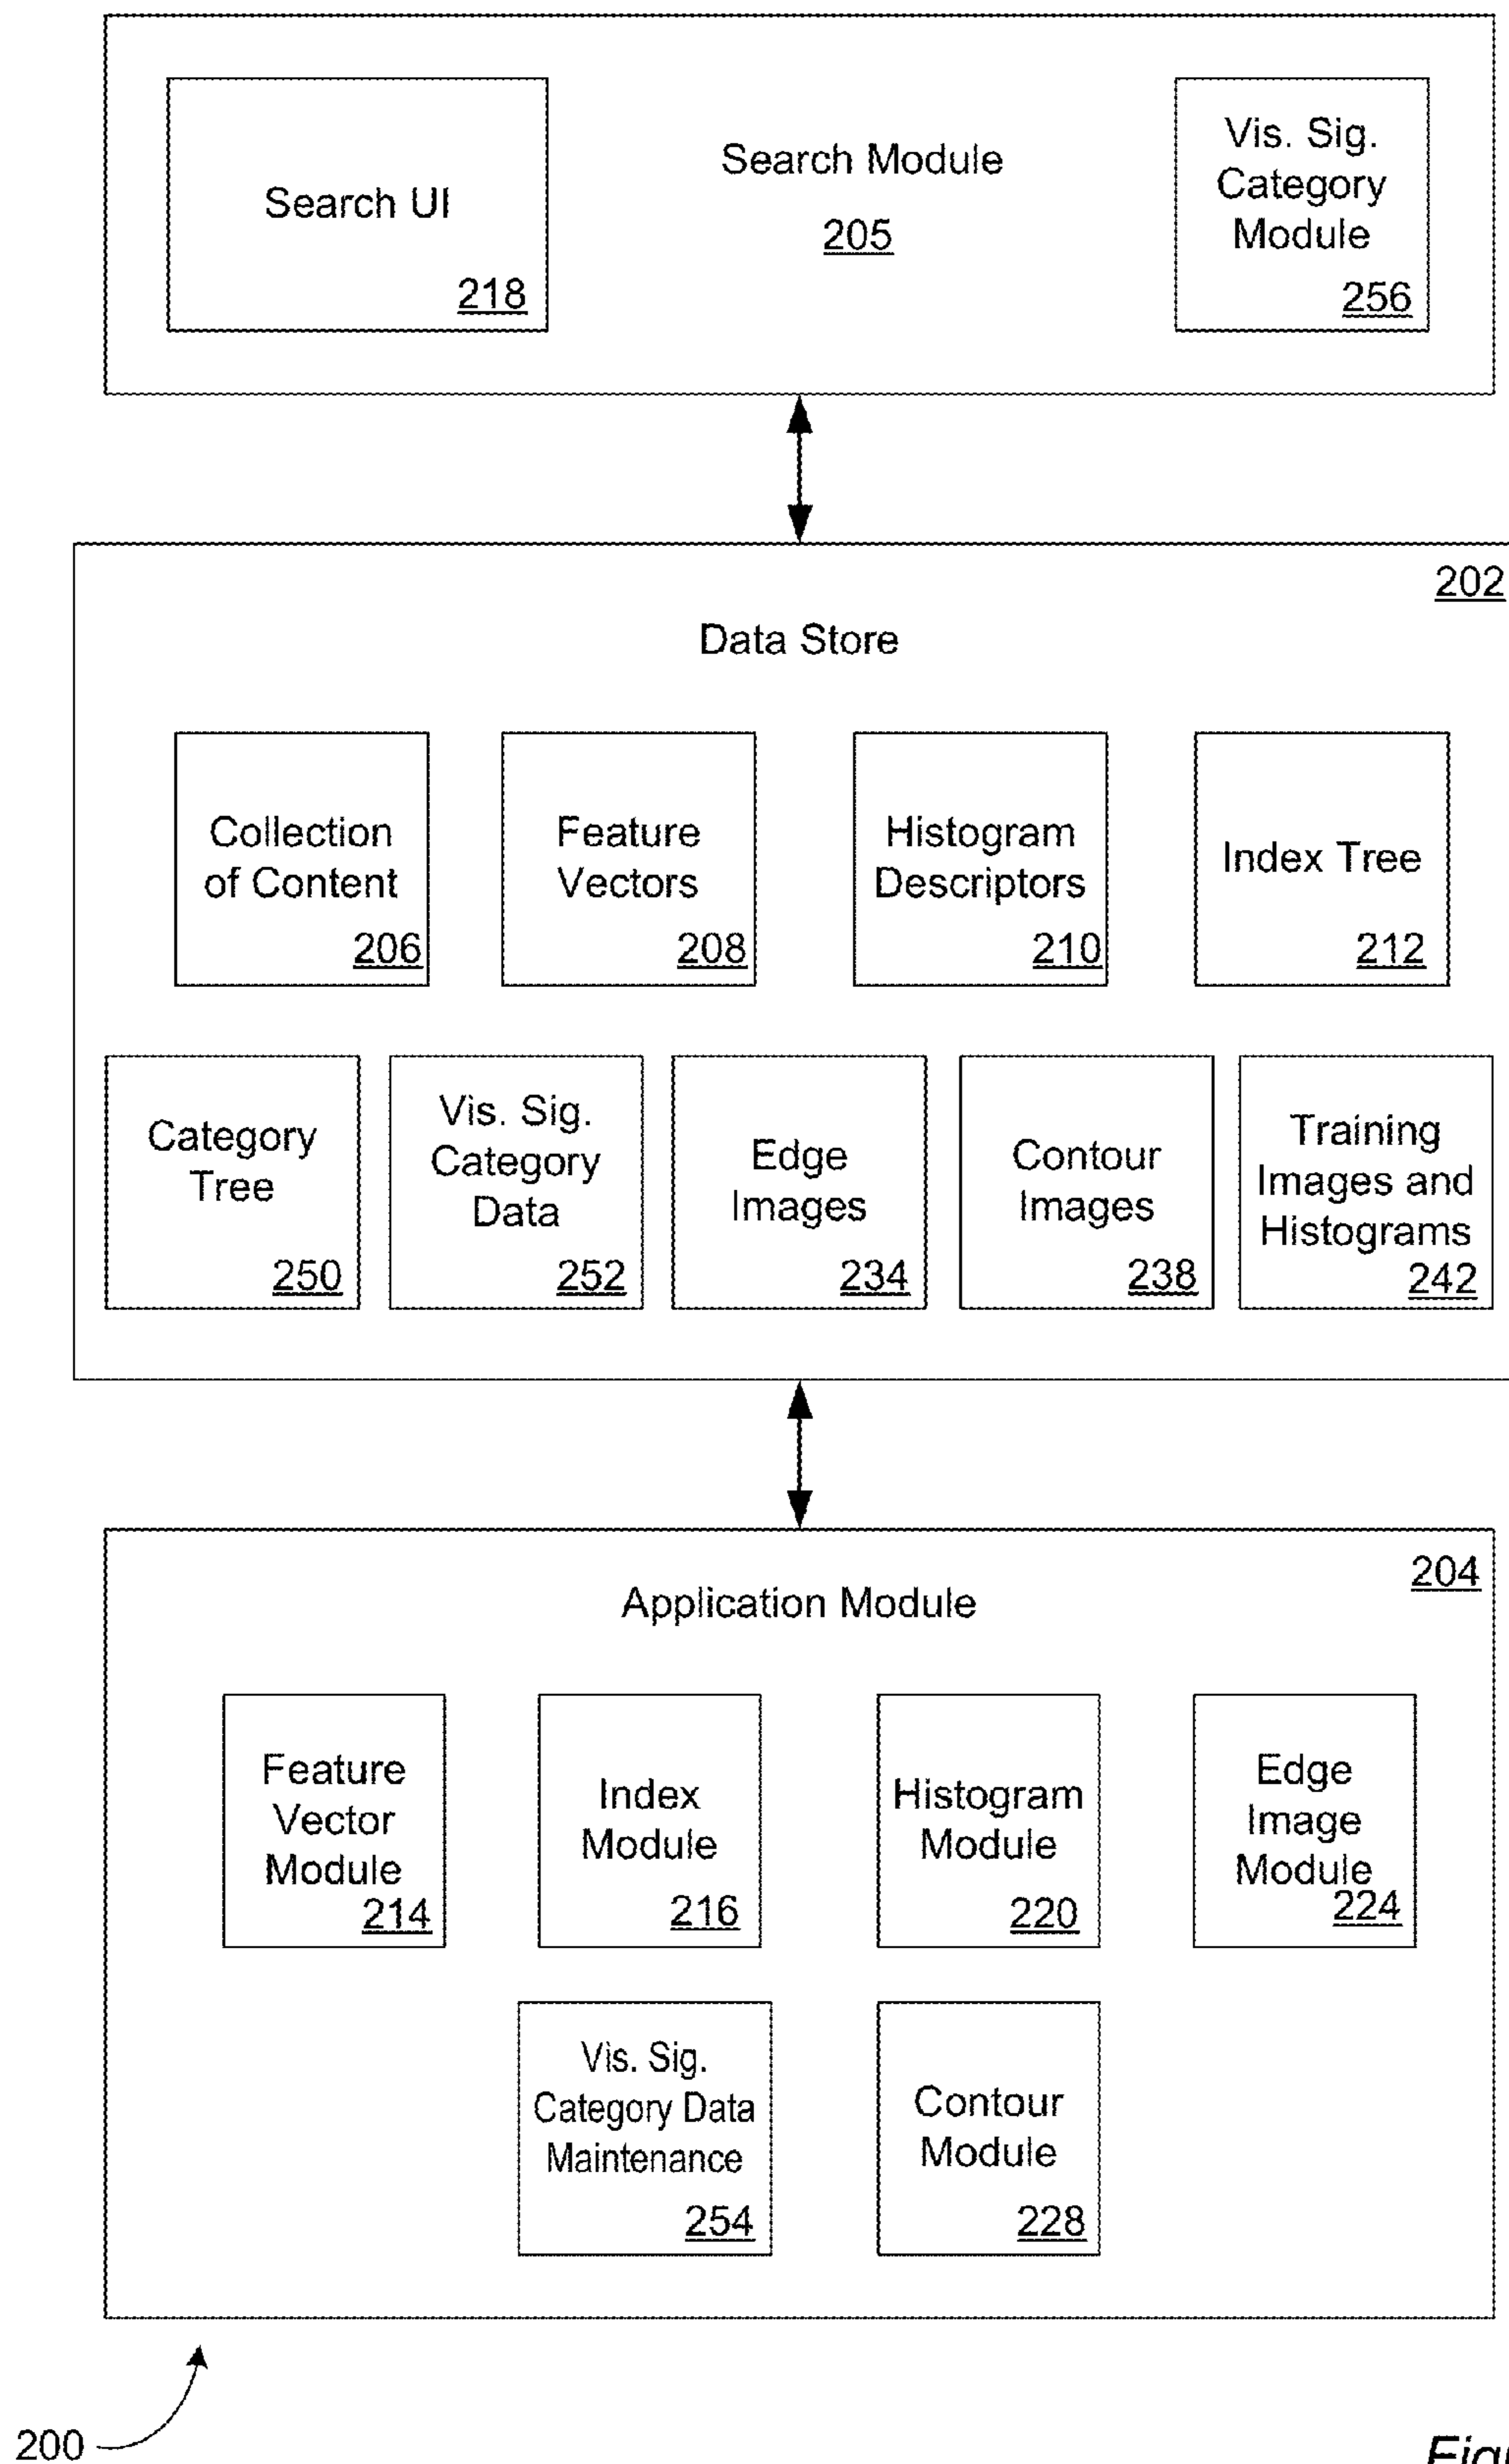 Search UI
218
Search Module
205
Vis. Sig.
Category
Module
256
202
Data Store
Collection
of Content
206
Feature
Vectors
208
Histogram
Descriptors
210
Index Tree
212
Category
Tree
250
Vis. Sig.
Category
Data
252
Edge
Images
234
Contour
Images
238
Training
Images and
Histograms
242
204
Application Module
Feature
Vector
Module
214
Index
Module
216
Histogram
Module
220
Edge
Image
Module
224
Vis. Sig.
Category Data
Maintenance
254
Contour
Module
228
200